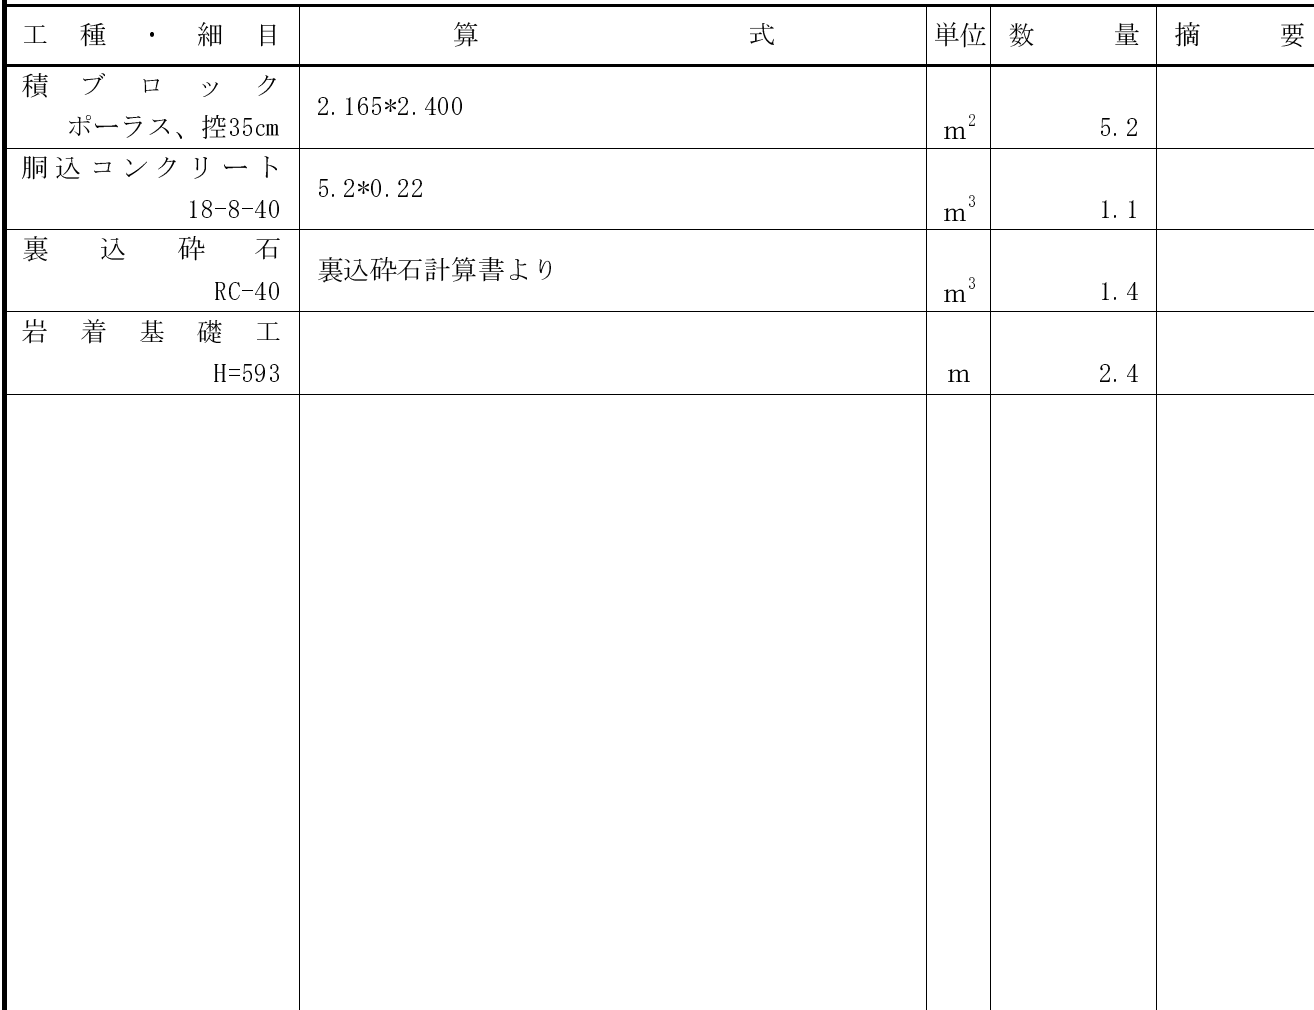 工種・細目 算式 単位 数量 摘要
積ブロック
2.165*2.400
ポーラス、控35㎝ m2 5.2
胴込コンクリート
5.2*0.22
18-8-40 m3 1.1
裏込砕石
裏込砕石計算書より
RC-40 m3 1.4
岩着基礎工
H=593 m 2.4